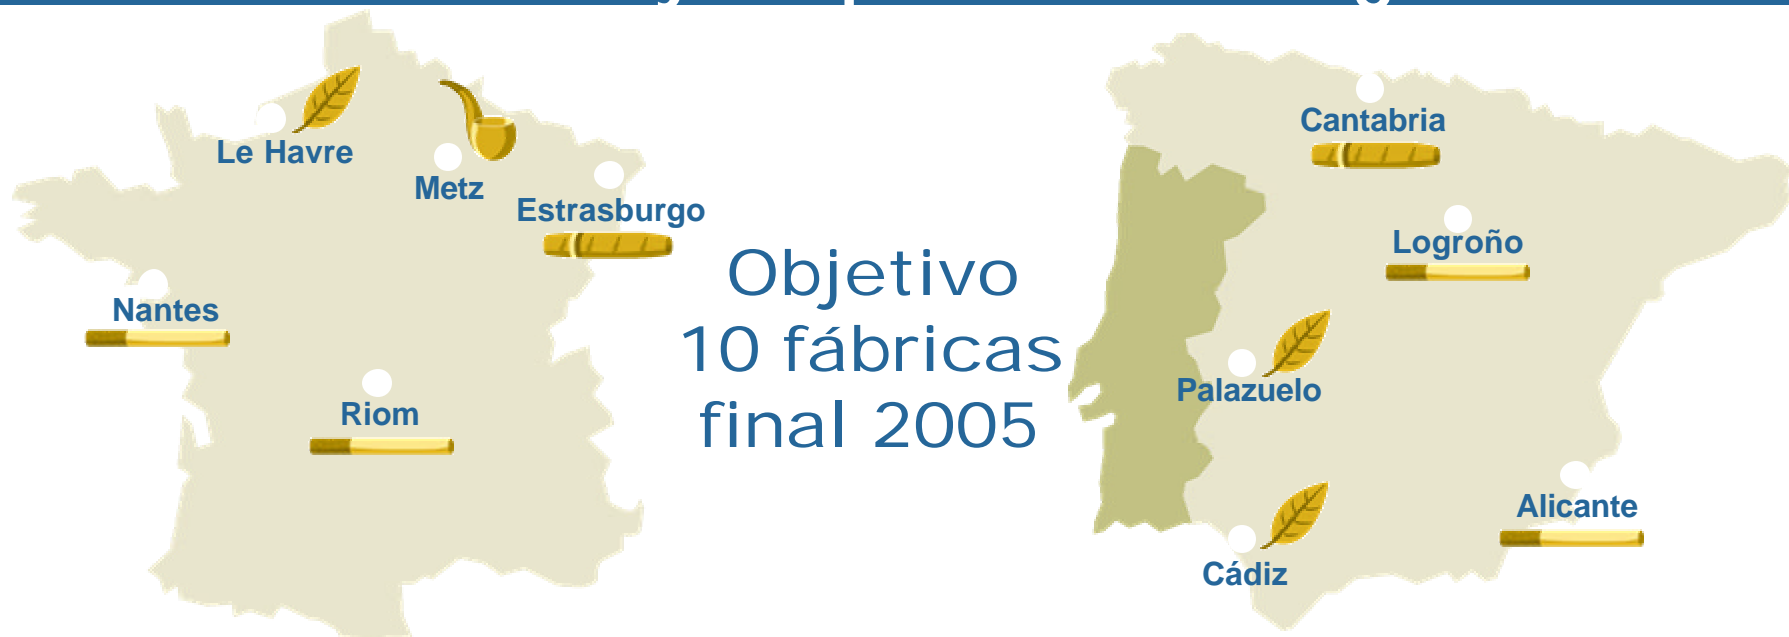 Le Havre
Metz
Estrasburgo
Nantes
Riom
Objetivo
10 fábricas
final 2005
Cantabria
Logroño
Palazuelo
Alicante
Cádiz